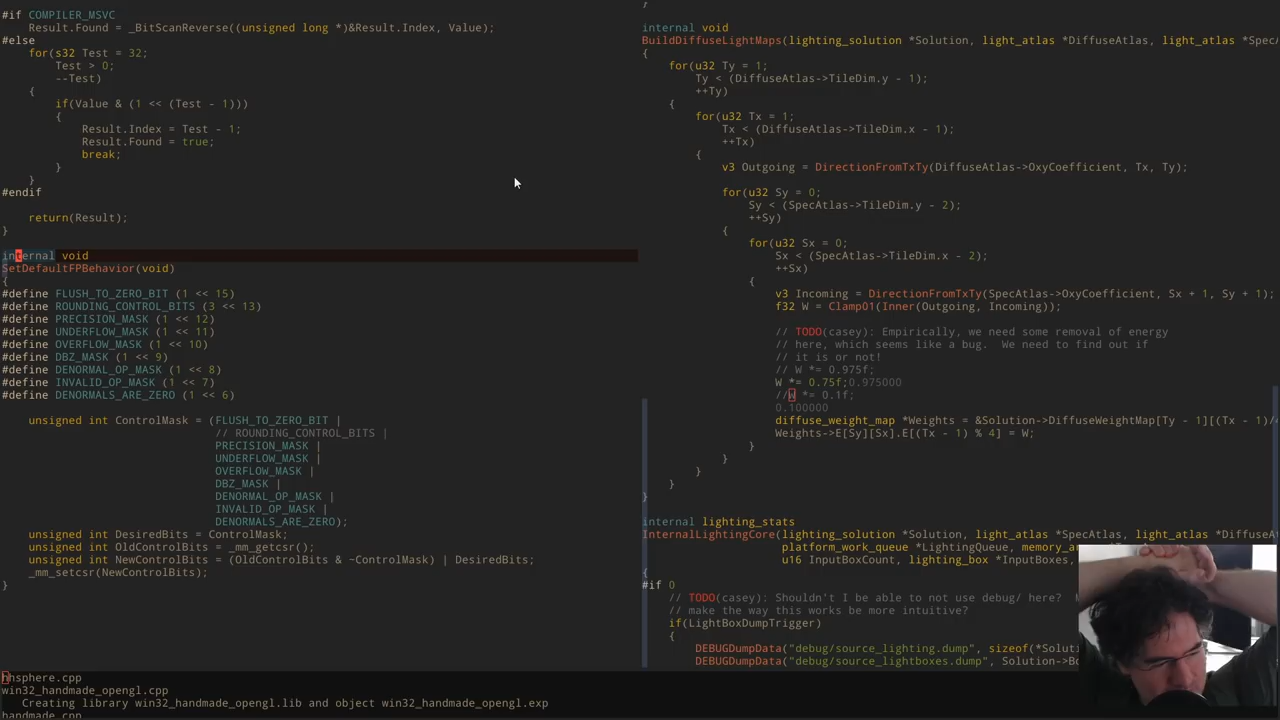 #if COMPILER_MSVC
    Result.Found = _BitScanReverse((unsigned long *)&Result.Index, Value);
#else
    for(s32 Test = 32;
        Test > 0;
        --Test)
    {
        if(Value & (1 << (Test - 1)))
        {
            Result.Index = Test - 1;
            Result.Found = true;
            break;
        }
    }
#endif
    return(Result);
}
internal void
SetDefaultFPBehavior(void)
{
#define FLUSH_TO_ZERO_BIT (1 << 15)
#define ROUNDING_CONTROL_BITS (3 << 13)
#define PRECISION_MASK (1 << 12)
#define UNDERFLOW_MASK (1 << 11)
#define OVERFLOW_MASK (1 << 10)
#define DBZ_MASK (1 << 9)
#define DENORMAL_OP_MASK (1 << 8)
#define INVALID_OP_MASK (1 << 7)
#define DENORMALS_ARE_ZERO (1 << 6)
    unsigned int ControlMask = (FLUSH_TO_ZERO_BIT |
                                // ROUNDING_CONTROL_BITS |
                                PRECISION_MASK |
                                UNDERFLOW_MASK |
                                OVERFLOW_MASK |
                                DBZ_MASK |
                                DENORMAL_OP_MASK |
                                INVALID_OP_MASK |
                                DENORMALS_ARE_ZERO);
    unsigned int DesiredBits = ControlMask;
    unsigned int OldControlBits = _mm_getcsr();
    unsigned int NewControlBits = (OldControlBits & ~ControlMask) | DesiredBits;
    _mm_setcsr(NewControlBits);
}
internal void
BuildDiffuseLightMaps(lighting_solution *Solution, light_atlas *DiffuseAtlas, light_atlas *Spec
{
    for(u32 Ty = 1;
        Ty < (DiffuseAtlas->TileDim.y - 1);
        ++Ty)
    {
        for(u32 Tx = 1;
            Tx < (DiffuseAtlas->TileDim.x - 1);
            ++Tx)
        {
            v3 Outgoing = DirectionFromTxTy(DiffuseAtlas->OxyCoefficient, Tx, Ty);
            for(u32 Sy = 0;
                Sy < (SpecAtlas->TileDim.y - 2);
                ++Sy)
            {
                for(u32 Sx = 0;
                    Sx < (SpecAtlas->TileDim.x - 2);
                    ++Sx)
                {
                    v3 Incoming = DirectionFromTxTy(SpecAtlas->OxyCoefficient, Sx + 1, Sy + 1);
                    f32 W = Clamp01(Inner(Outgoing, Incoming));
                    // TODO(casey): Empirically, we need some removal of energy
                    // here, which seems like a bug.  We need to find out if
                    // it is or not!
                    // W *= 0.975f;
                    W *= 0.75f;0.975000
                    //W *= 0.1f;
                    0.100000
                    diffuse_weight_map *Weights = &Solution->DiffuseWeightMap[Ty - 1][(Tx - 1)/
                    Weights->E[Sy][Sx].E[(Tx - 1) % 4] = W;
                }
            }
        }
    }
}
internal lighting_stats
InternalLightingCore(lighting_solution *Solution, light_atlas *SpecAtlas, light_atlas *DiffuseA
                     platform_work_queue *LightingQueue, memory_ar
                     u16 InputBoxCount, lighting_box *InputBoxes,
{
#if 0
    // TODO(casey): Shouldn't I be able to not use debug/ here?
    // make the way this works be more intuitive?
    if(LightBoxDumpTrigger)
    {
        DEBUGDumpData("debug/source_lighting.dump", sizeof(*Solut
        DEBUGDumpData("debug/source_lightboxes.dump", Solution->Bo
hhsphere.cpp
win32_handmade_opengl.cpp
   Creating library win32_handmade_opengl.lib and object win32_handmade_opengl.exp
handmade.cpp